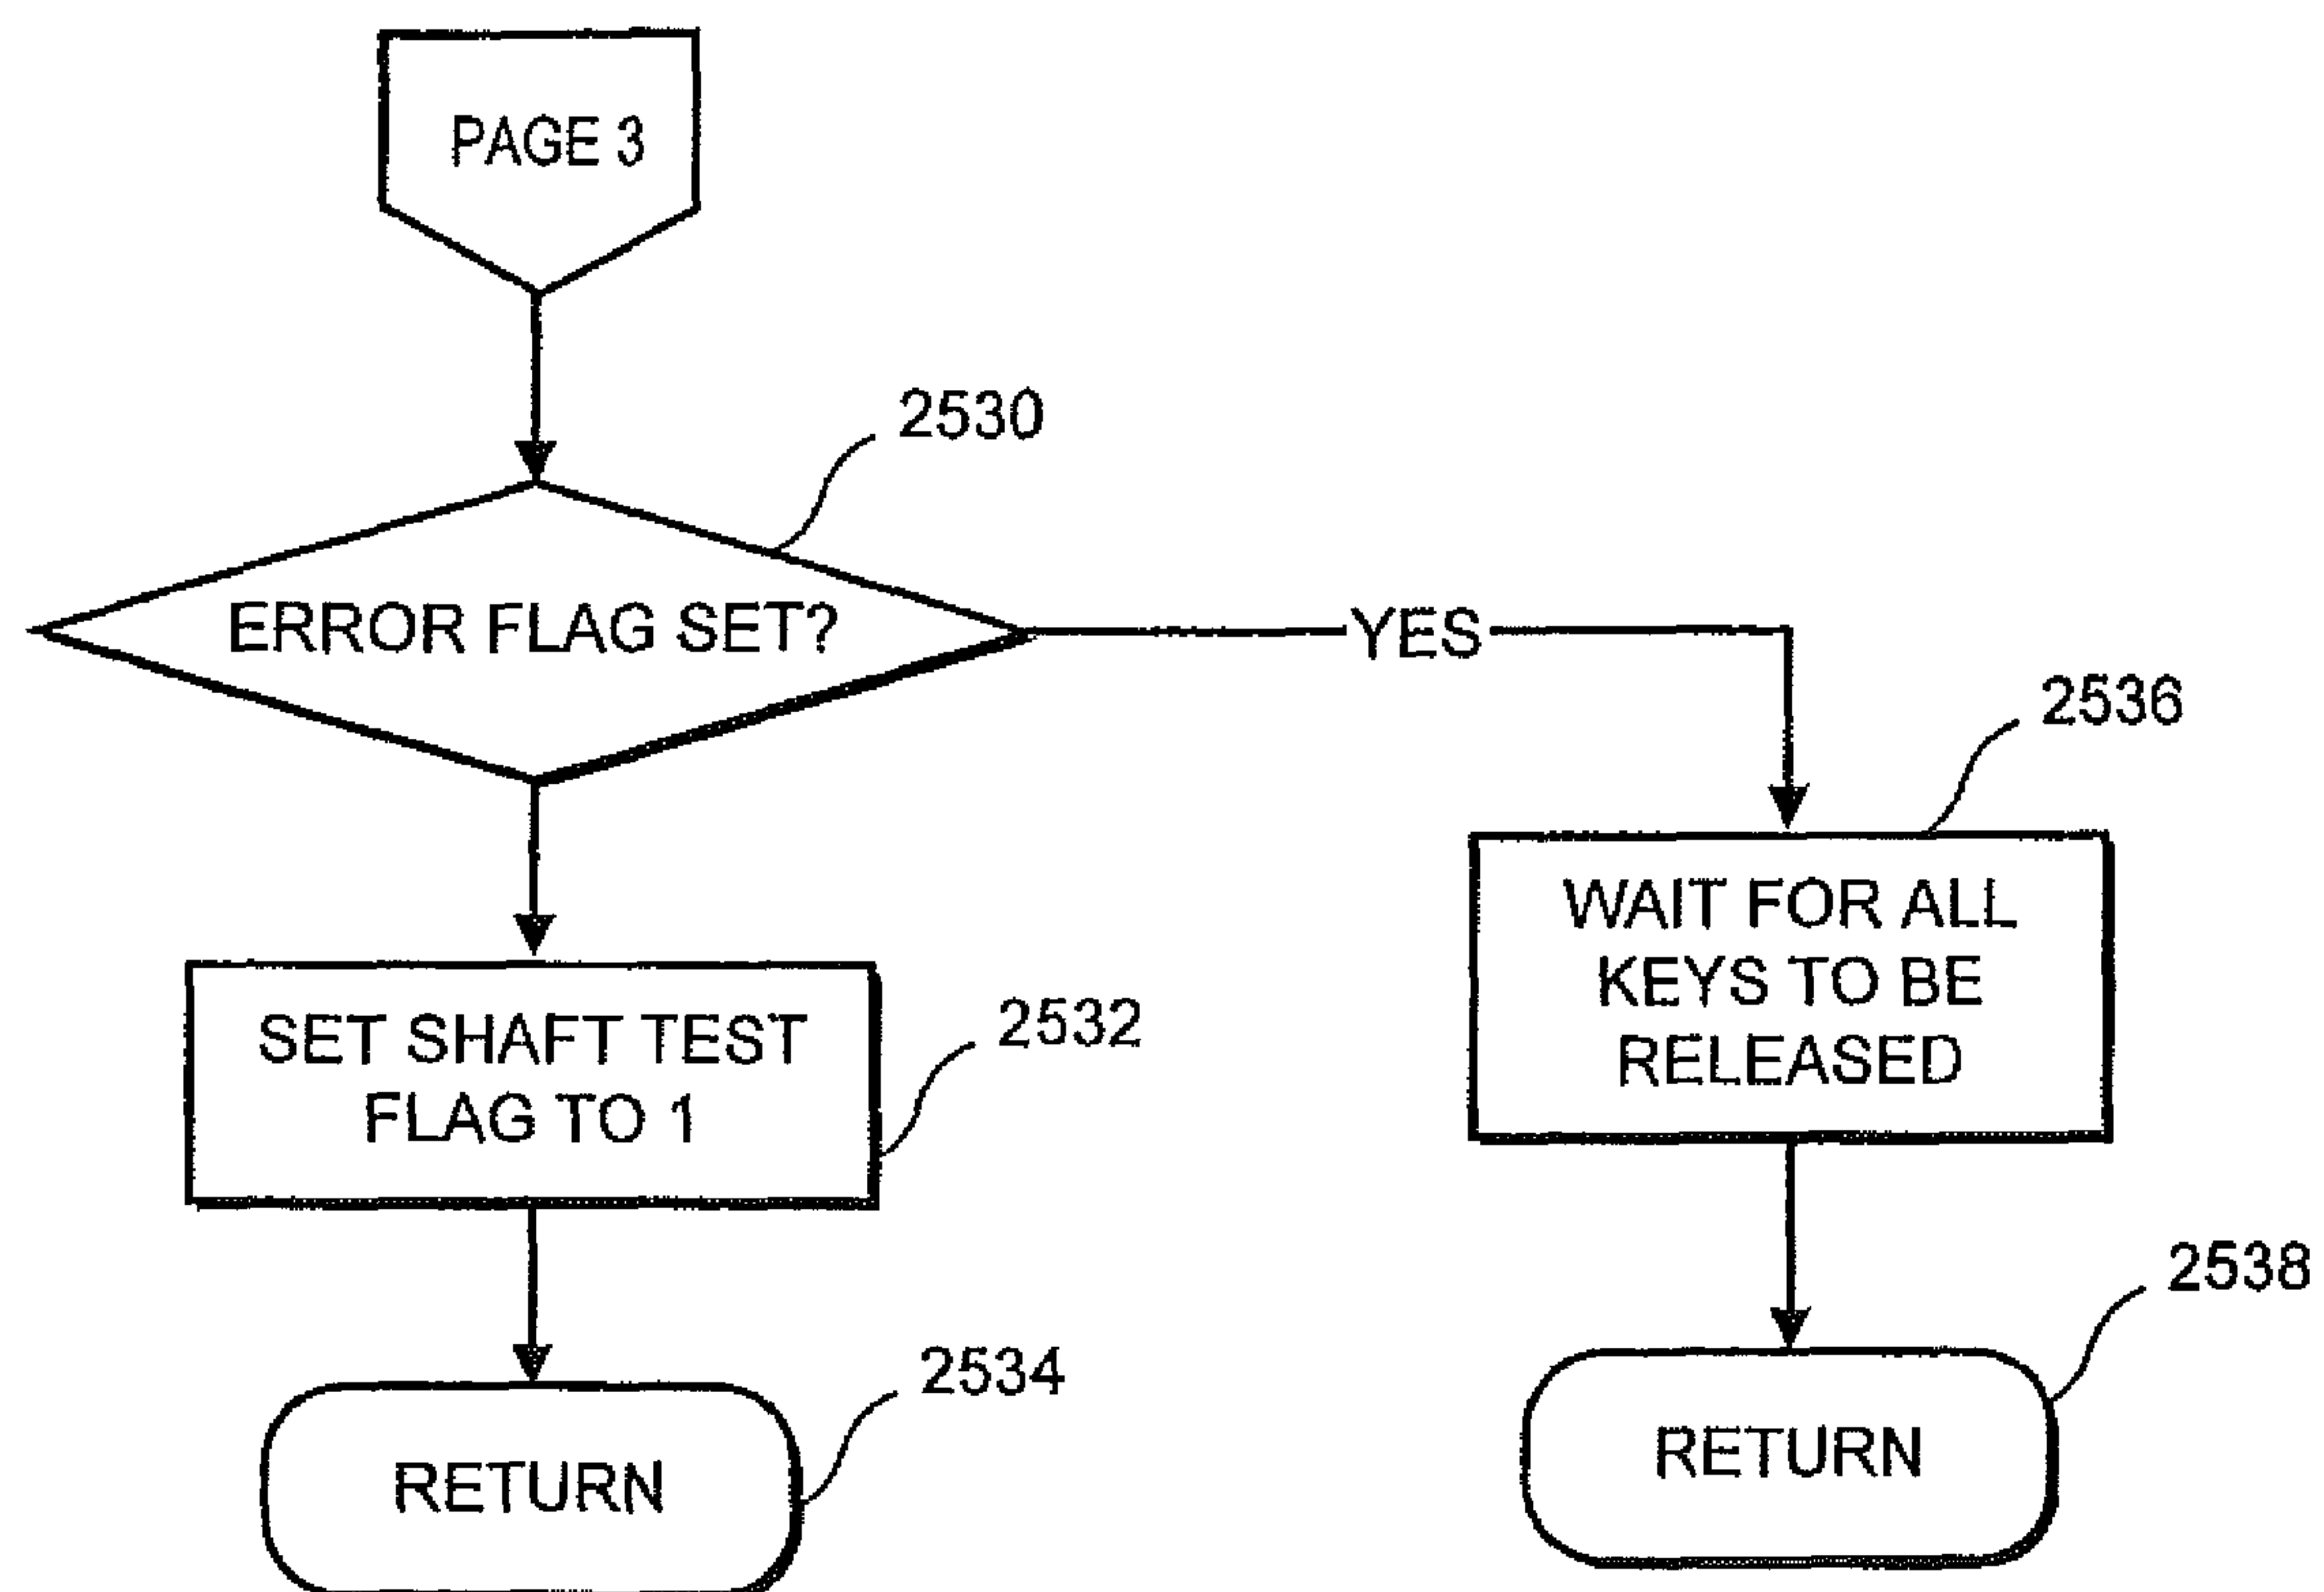 PAGE 3
2530
ERROR FLAG SET?
YES
2536
WAIT FOR ALL
KEYS TO BE
RELEASED
SET SHAFT TEST
FLAG TO 1
2532
2538
RETURN
2534
RETURN